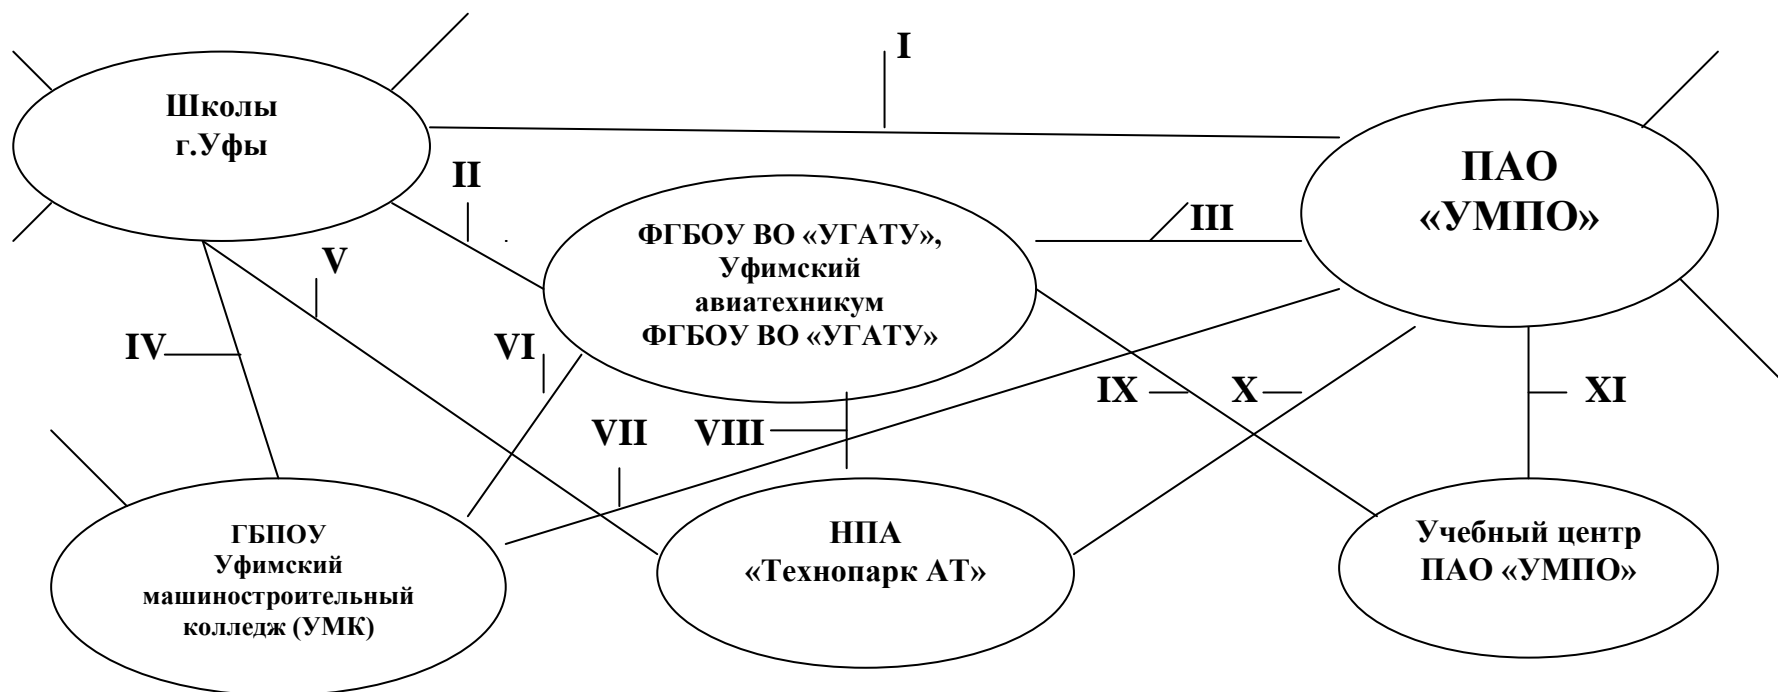 I
Школы
г.Уфы
ПАО
«УМПО»
II
III
ФГБОУ ВО «УГАТУ»,
Уфимский
авиатехникум
ФГБОУ ВО «УГАТУ»
V
IV
VI
IX
X
XI
VII
VIII
ГБПОУ
Уфимский
машиностроительный
колледж (УМК)
НПА
«Технопарк АТ»
Учебный центр
ПАО «УМПО»